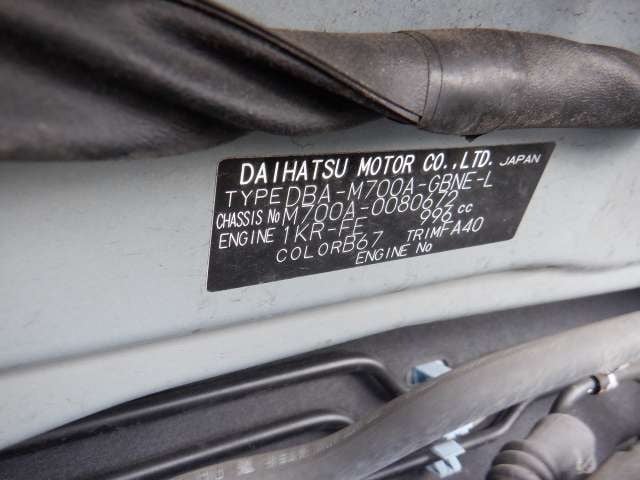 DAIHATSU MOTOR CO.,LTD. JAPAN
TYPE DBA-M700A-GBNE-L
CHASSIS No M700A-0080672
ENGINE 1KR-FE 996 cc
COLOR B67 TRIM FA40
ENGINE No